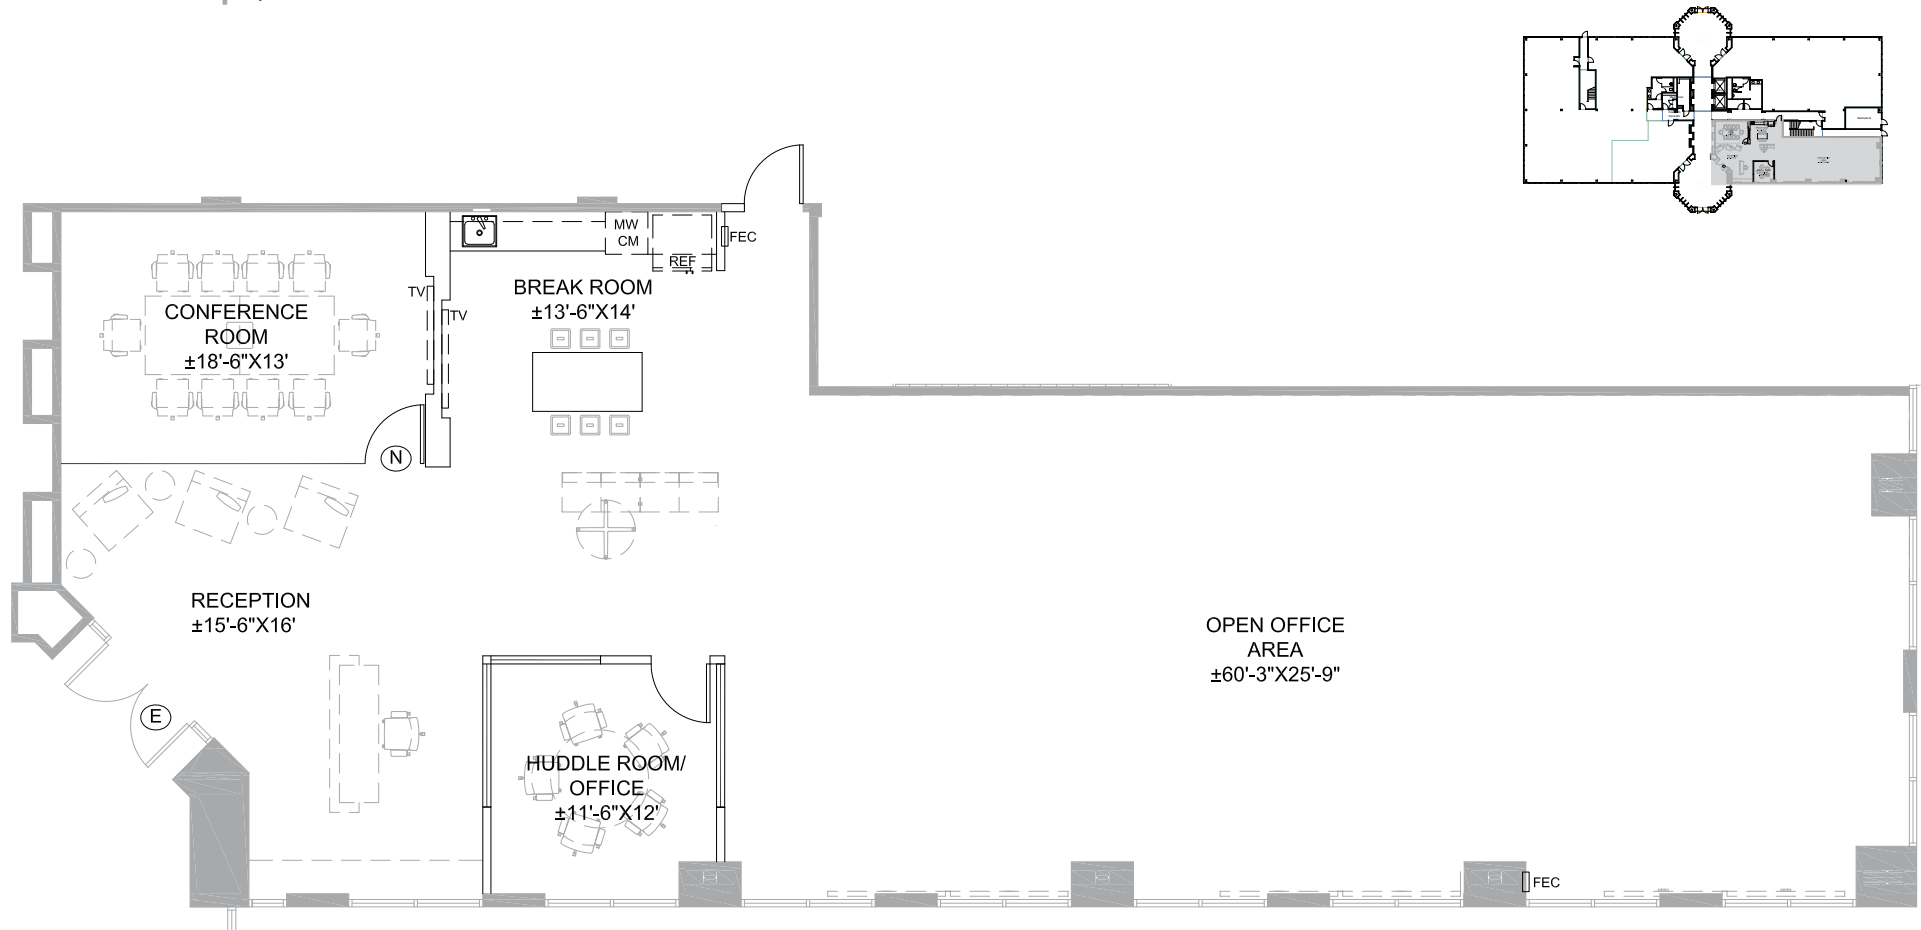 MW
CM
FEC
REF
BREAK ROOM
±13'-6"X14'
TV
CONFERENCE
ROOM
±18'-6"X13'
TV
N
RECEPTION
±15'-6"X16'
OPEN OFFICE
AREA
±60'-3"X25'-9"
E
HUDDLE ROOM/
OFFICE
±11'-6"X12'
FEC